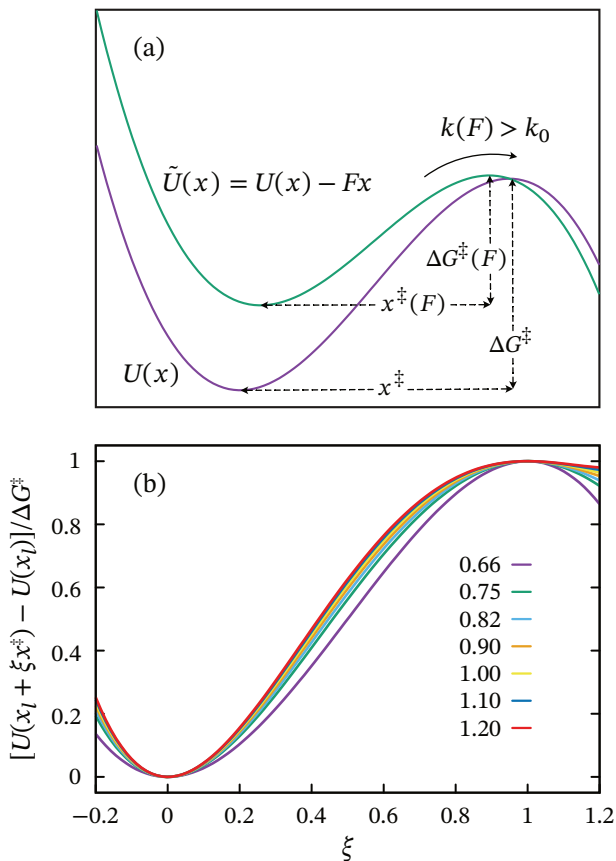 (a)
k(F) > k₀
Ũ(x) = U(x) − Fx
ΔG‡(F)
x‡(F)
U(x)
ΔG‡
x‡
(b)
[U(xₗ + ξx‡) − U(xₗ)]/ΔG‡
1
0.8
0.6
0.4
0.2
0
0.66
0.75
0.82
0.90
1.00
1.10
1.20
−0.2 0 0.2 0.4 0.6 0.8 1 1.2
ξ